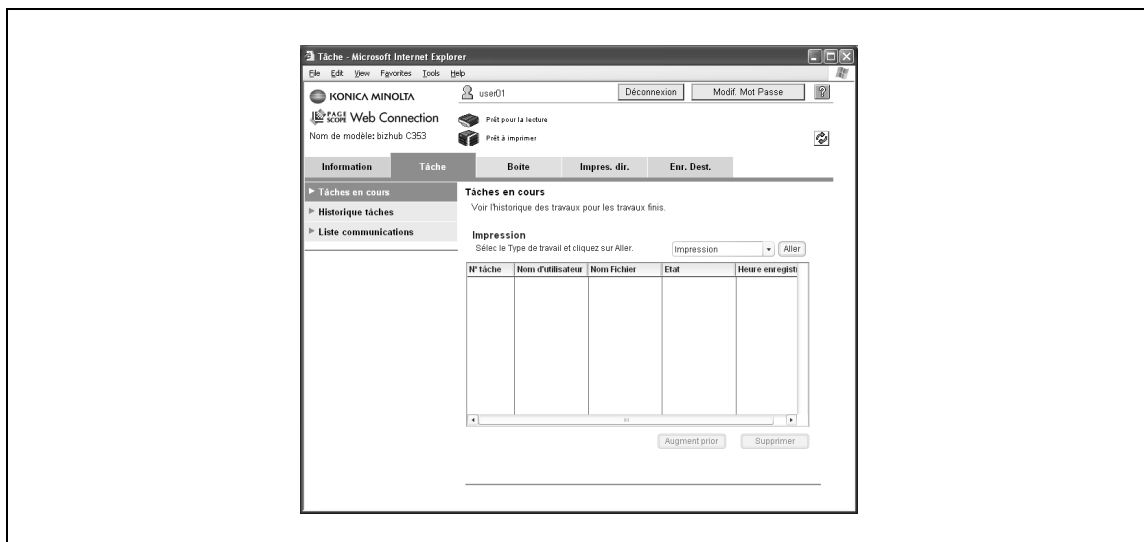 Tâche - Microsoft Internet Explorer
File Edit View Favorites Tools Help
KONICA MINOLTA
user01
Déconnexion
Modif. Mot Passe
?
PAGE SCOPE Web Connection
Prêt pour la lecture
Nom de modèle: bizhub C353
Prêt à imprimer
Information Tâche Boîte Impres. dir. Enr. Dest.
Tâches en cours
Historique tâches
Liste communications
Tâches en cours
Voir l'historique des travaux pour les travaux finis.
Impression
Sélec le Type de travail et cliquez sur Aller.
Impression
Aller
N° tâche Nom d'utilisateur Nom Fichier Etat Heure enregistr
Augment prior
Supprimer